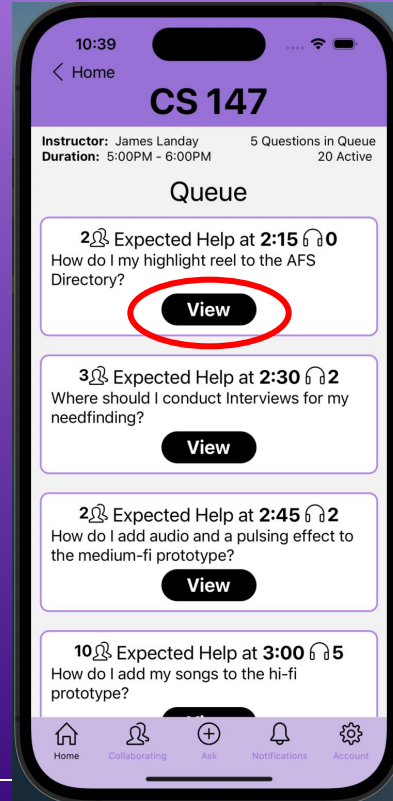 10:39
< Home
CS 147
Instructor: James Landay 5 Questions in Queue
Duration: 5:00PM - 6:00PM 20 Active
Queue
2 Expected Help at 2:15 0
How do I my highlight reel to the AFS
Directory?
View
3 Expected Help at 2:30 2
Where should I conduct Interviews for my
needfinding?
View
2 Expected Help at 2:45 2
How do I add audio and a pulsing effect to
the medium-fi prototype?
View
10 Expected Help at 3:00 5
How do I add my songs to the hi-fi
prototype?
Home Collaborating Ask Notifications Account